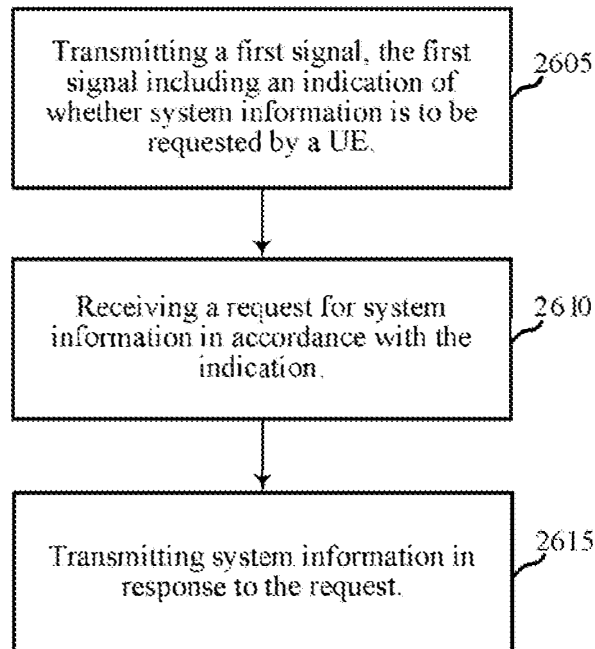 Transmitting a first signal, the first
signal including an indication of
whether system information is to be
requested by a UE.
2605
Receiving a request for system
information in accordance with the
indication.
2610
Transmitting system information in
response to the request.
2615